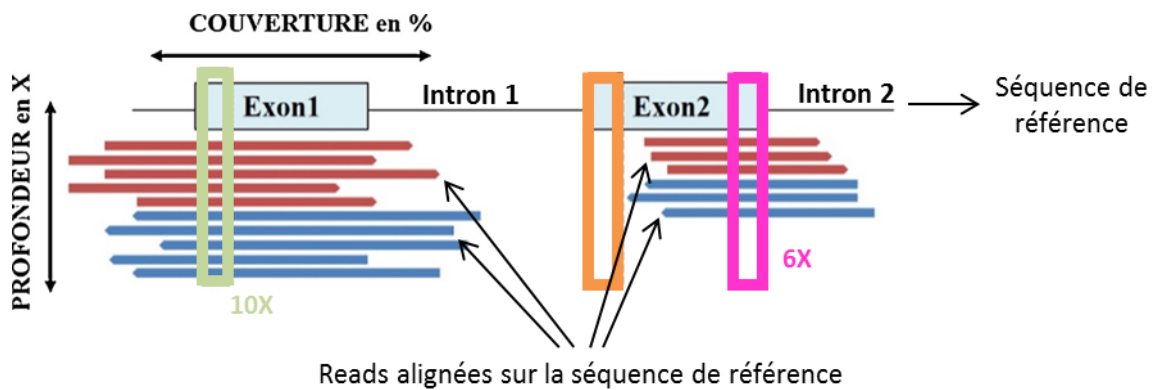 COUVERTURE en %
PROFONDEUR en X
Exon1
Intron 1
Exon2
Intron 2
Séquence de
référence
10X
6X
Reads alignées sur la séquence de référence